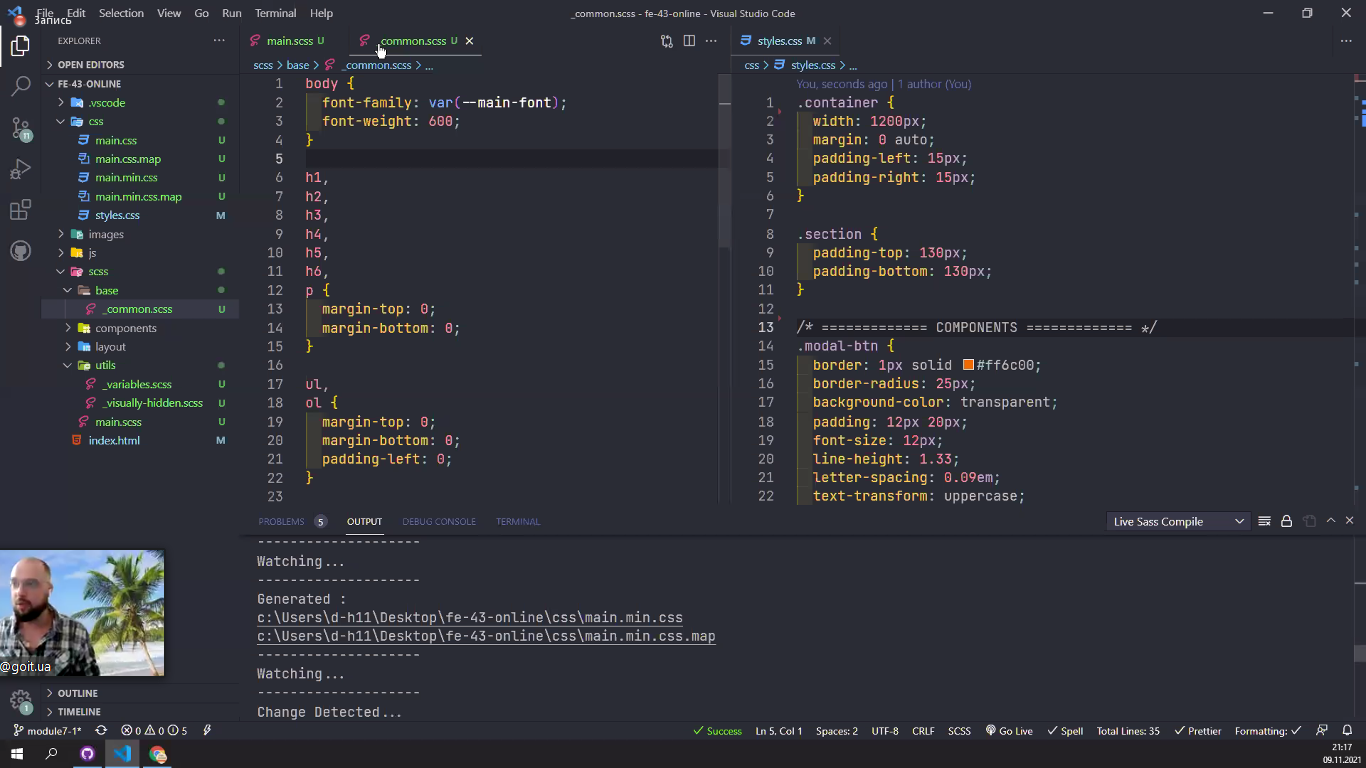 File Edit Selection View Go Run Terminal Help
_common.scss - fe-43-online - Visual Studio Code
Запись
EXPLORER
OPEN EDITORS
FE-43-ONLINE
.vscode
css
main.css U
main.css.map U
main.min.css U
main.min.css.map U
styles.css M
images
js
scss
base
_common.scss U
components
layout
utils
_variables.scss U
_visually-hidden.scss U
main.scss U
index.html M
@goit.ua
OUTLINE
TIMELINE
main.scss U
_common.scss U
scss > base > _common.scss > ...
1 body {
2 font-family: var(--main-font);
3 font-weight: 600;
4 }
5
6 h1,
7 h2,
8 h3,
9 h4,
10 h5,
11 h6,
12 p {
13 margin-top: 0;
14 margin-bottom: 0;
15 }
16
17 ul,
18 ol {
19 margin-top: 0;
20 margin-bottom: 0;
21 padding-left: 0;
22 }
23
styles.css M
css > styles.css > ...
You, seconds ago | 1 author (You)
1 .container {
2 width: 1200px;
3 margin: 0 auto;
4 padding-left: 15px;
5 padding-right: 15px;
6 }
7
8 .section {
9 padding-top: 130px;
10 padding-bottom: 130px;
11 }
12
13 /* ============= COMPONENTS ============= */
14 .modal-btn {
15 border: 1px solid #ff6c00;
16 border-radius: 25px;
17 background-color: transparent;
18 padding: 12px 20px;
19 font-size: 12px;
20 line-height: 1.33;
21 letter-spacing: 0.09em;
22 text-transform: uppercase;
PROBLEMS 5 OUTPUT DEBUG CONSOLE TERMINAL
Live Sass Compile
--------------------
Watching...
--------------------
Generated :
c:\Users\d-h11\Desktop\fe-43-online\css\main.min.css
c:\Users\d-h11\Desktop\fe-43-online\css\main.min.css.map
--------------------
Watching...
--------------------
Change Detected...
module7-1* 0 0 5
Success Ln 5, Col 1 Spaces: 2 UTF-8 CRLF SCSS Go Live Spell Total Lines: 35 Prettier Formating:
21:17
09.11.2021